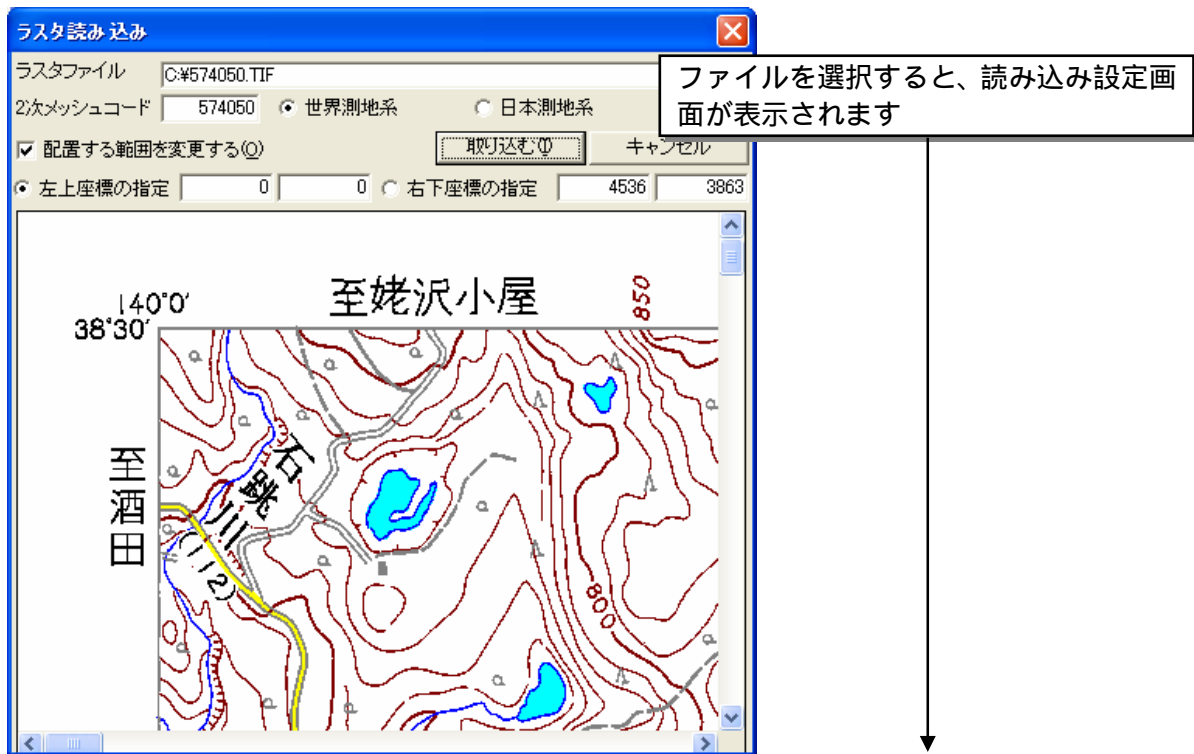 ラスタ読み込み
ファイルを選択すると、読み込み設定画
面が表示されます
ラスタファイル C:¥574050.TIF
2次メッシュコード 574050 世界測地系 日本測地系
配置する範囲を変更する(O) 取り込む(I) キャンセル
左上座標の指定 0 0 右下座標の指定 4536 3863
140°0′
至姥沢小屋
850
38°30′
至酒田
石跳川
(112)
800